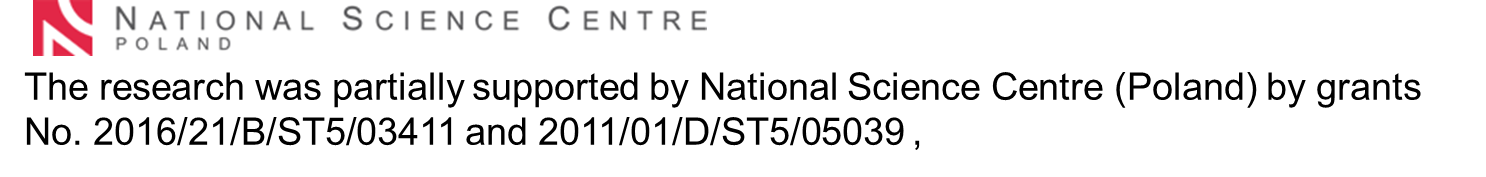 NATIONAL SCIENCE CENTRE
POLAND
The research was partially supported by National Science Centre (Poland) by grants
No. 2016/21/B/ST5/03411 and 2011/01/D/ST5/05039 ,